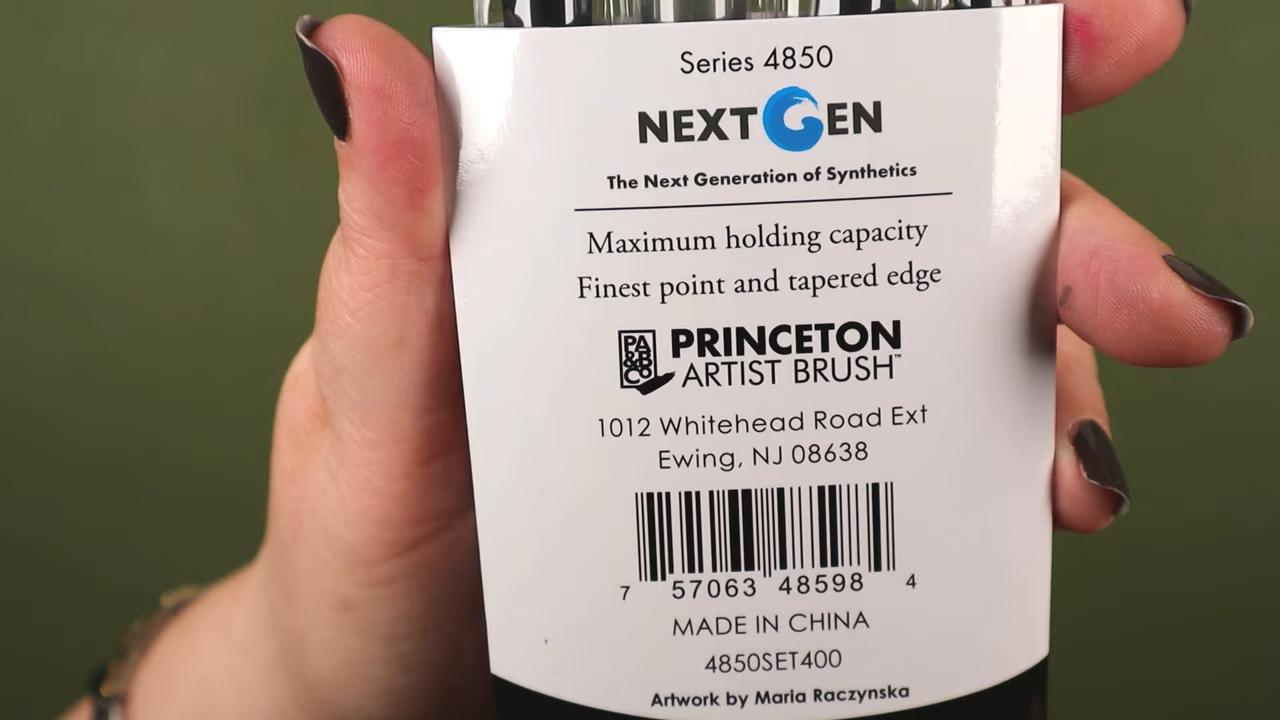 Series 4850
NEXTGEN
The Next Generation of Synthetics
Maximum holding capacity
Finest point and tapered edge
PA
&B
Co
PRINCETON
ARTIST BRUSH™
1012 Whitehead Road Ext
Ewing, NJ 08638
7 57063 48598 4
MADE IN CHINA
4850SET400
Artwork by Maria Raczynska